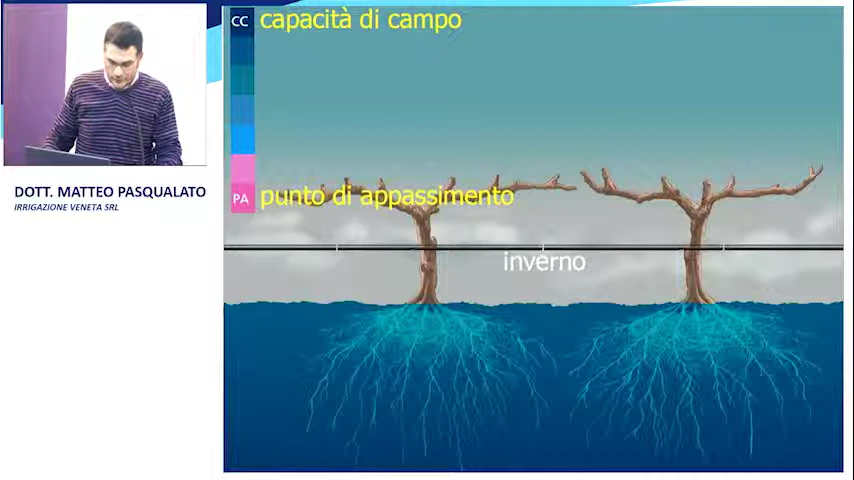 CC capacità di campo
PA punto di appassimento
inverno
DOTT. MATTEO PASQUALATO
IRRIGAZIONE VENETA SRL